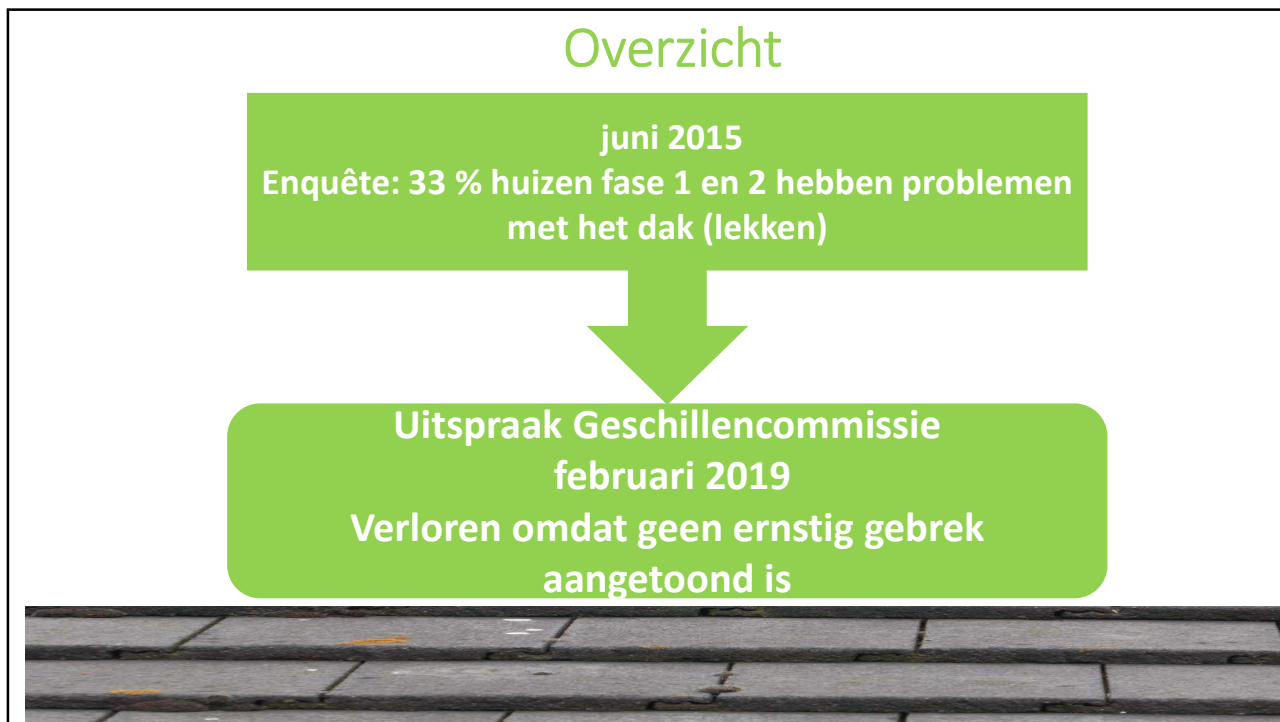 Overzicht
juni 2015
Enquête: 33 % huizen fase 1 en 2 hebben problemen
met het dak (lekken)
Uitspraak Geschillencommissie
februari 2019
Verloren omdat geen ernstig gebrek
aangetoond is